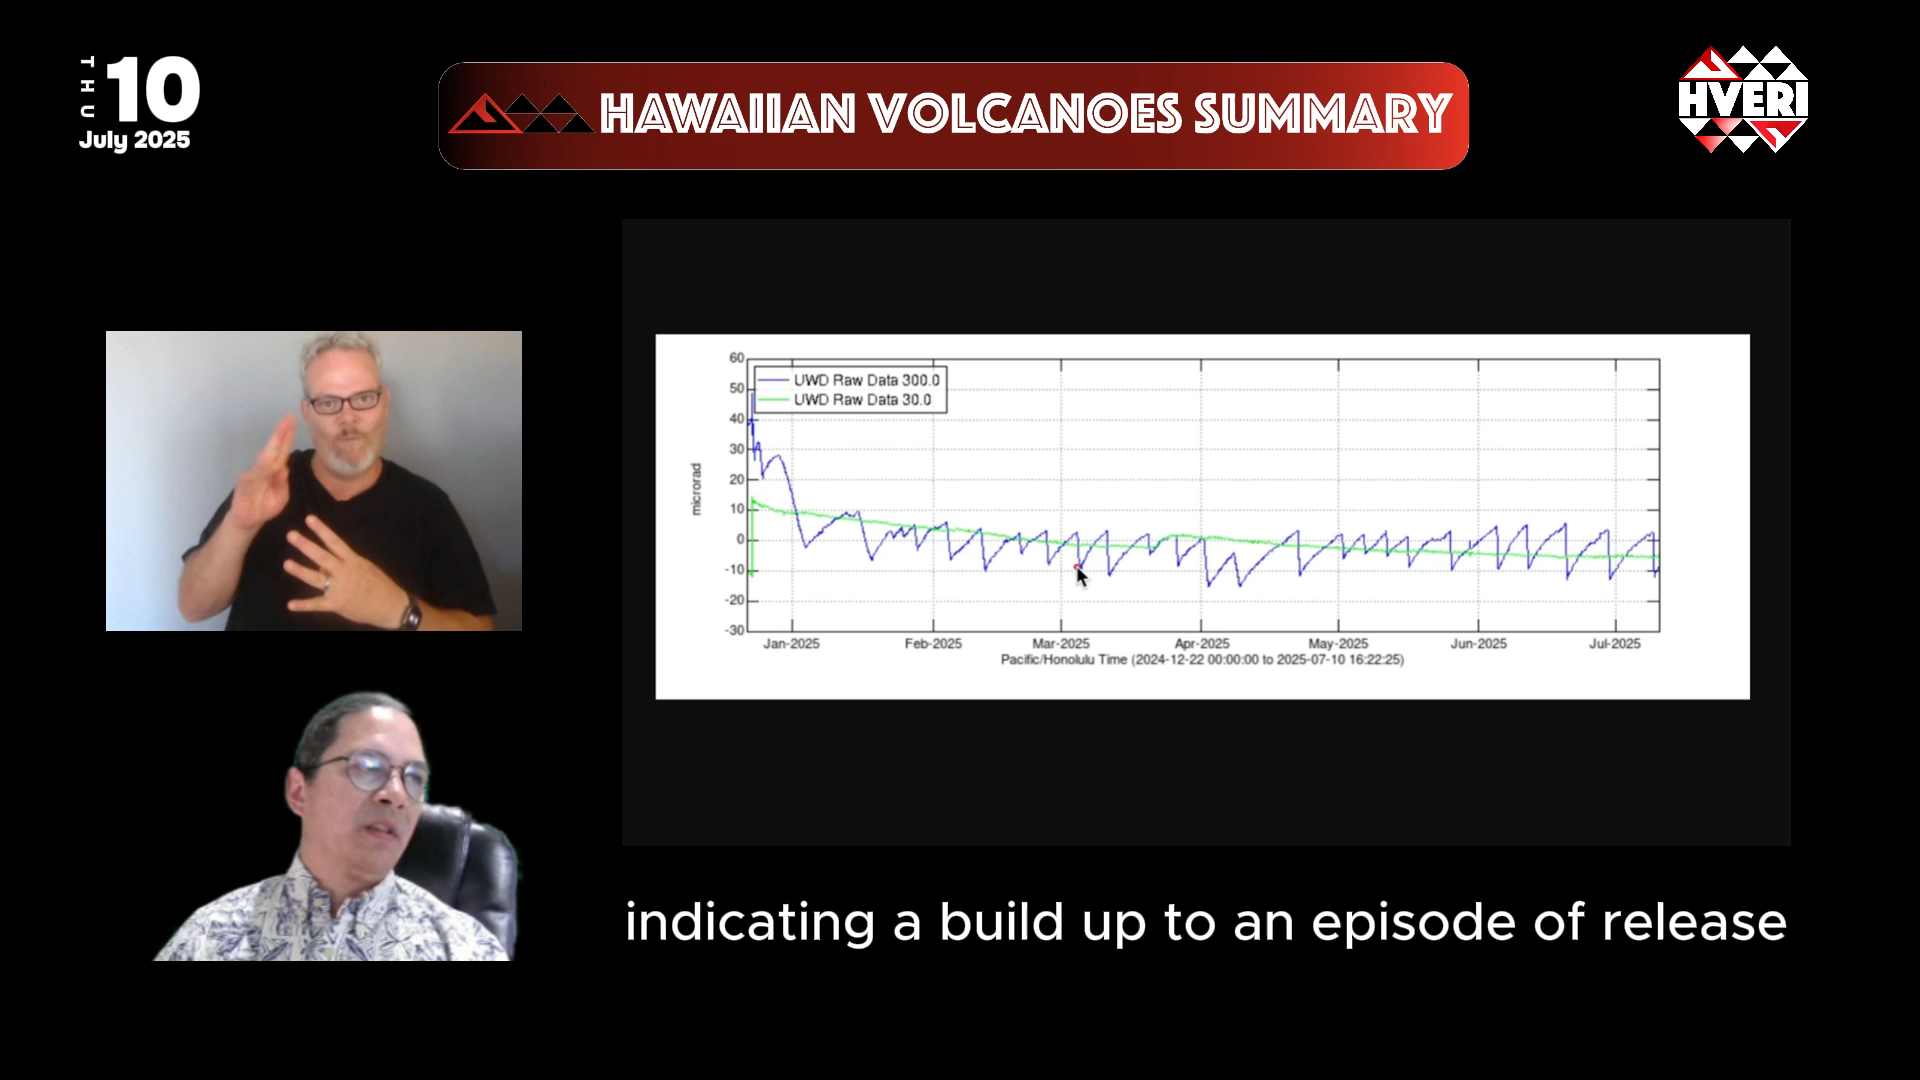 THU
10
July 2025
HAWAIIAN VOLCANOES SUMMARY
HVERI
60
50
40
30
20
10
0
-10
-20
-30
microrad
UWD Raw Data 300.0
UWD Raw Data 30.0
Jan-2025 Feb-2025 Mar-2025 Apr-2025 May-2025 Jun-2025 Jul-2025
Pacific/Honolulu Time (2024-12-22 00:00:00 to 2025-07-10 16:22:25)
indicating a build up to an episode of release